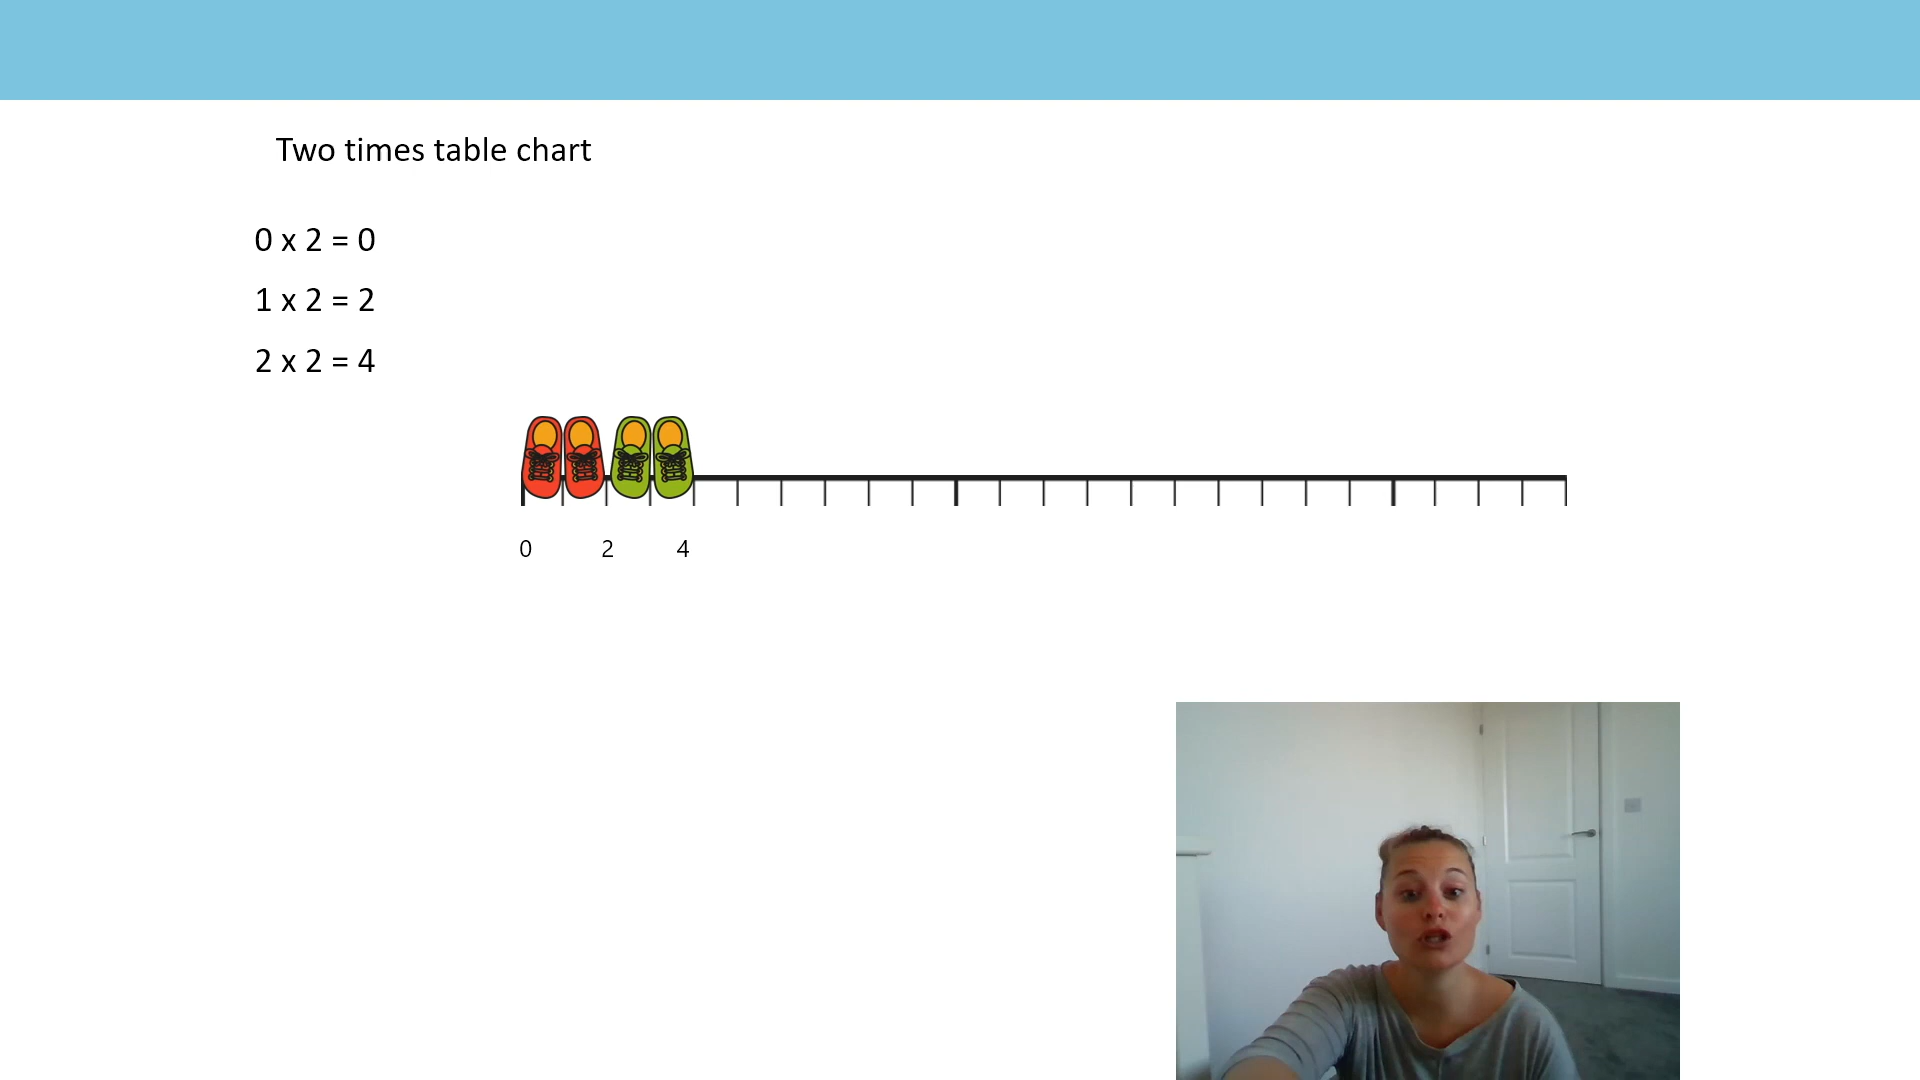 Two times table chart
0 x 2 = 0
1 x 2 = 2
2 x 2 = 4
0 2 4